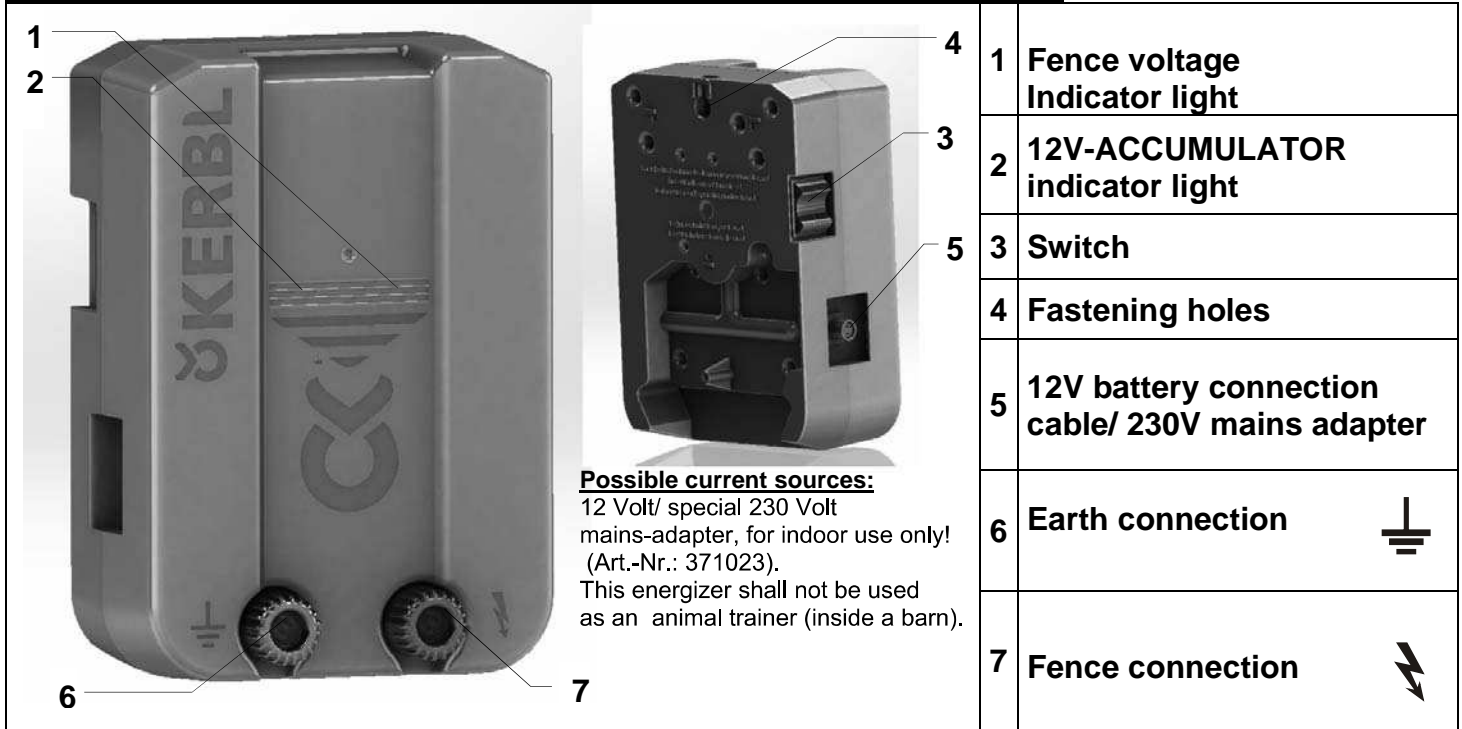 1
2
KERBL
6
7
4
3
5
Possible current sources:
12 Volt/ special 230 Volt
mains-adapter, for indoor use only!
(Art.-Nr.: 371023).
This energizer shall not be used
as an animal trainer (inside a barn).
1 Fence voltage
Indicator light
2 12V-ACCUMULATOR
indicator light
3 Switch
4 Fastening holes
5 12V battery connection
cable/ 230V mains adapter
6 Earth connection
7 Fence connection